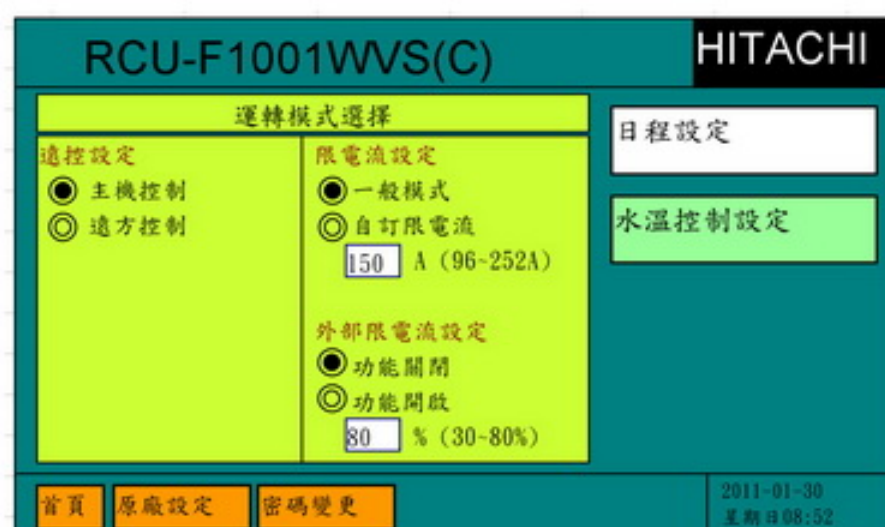 RCU-F1001WVS(C)
HITACHI
運轉模式選擇
遠控設定
主機控制
遠方控制
限電流設定
一般模式
自訂限電流
150 A (96~252A)
外部限電流設定
功能關閉
功能開啟
80 % (30~80%)
日程設定
水溫控制設定
首頁
原廠設定
密碼變更
2011-01-30
星期日08:52